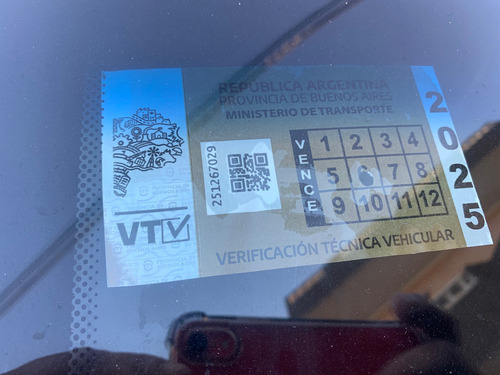 REPÚBLICA ARGENTINA
PROVINCIA DE BUENOS AIRES
MINISTERIO DE TRANSPORTE
251267029
VENCE
1 2 3 4
5 7 8
9 10 11 12
2025
VTV
VERIFICACIÓN TÉCNICA VEHICULAR